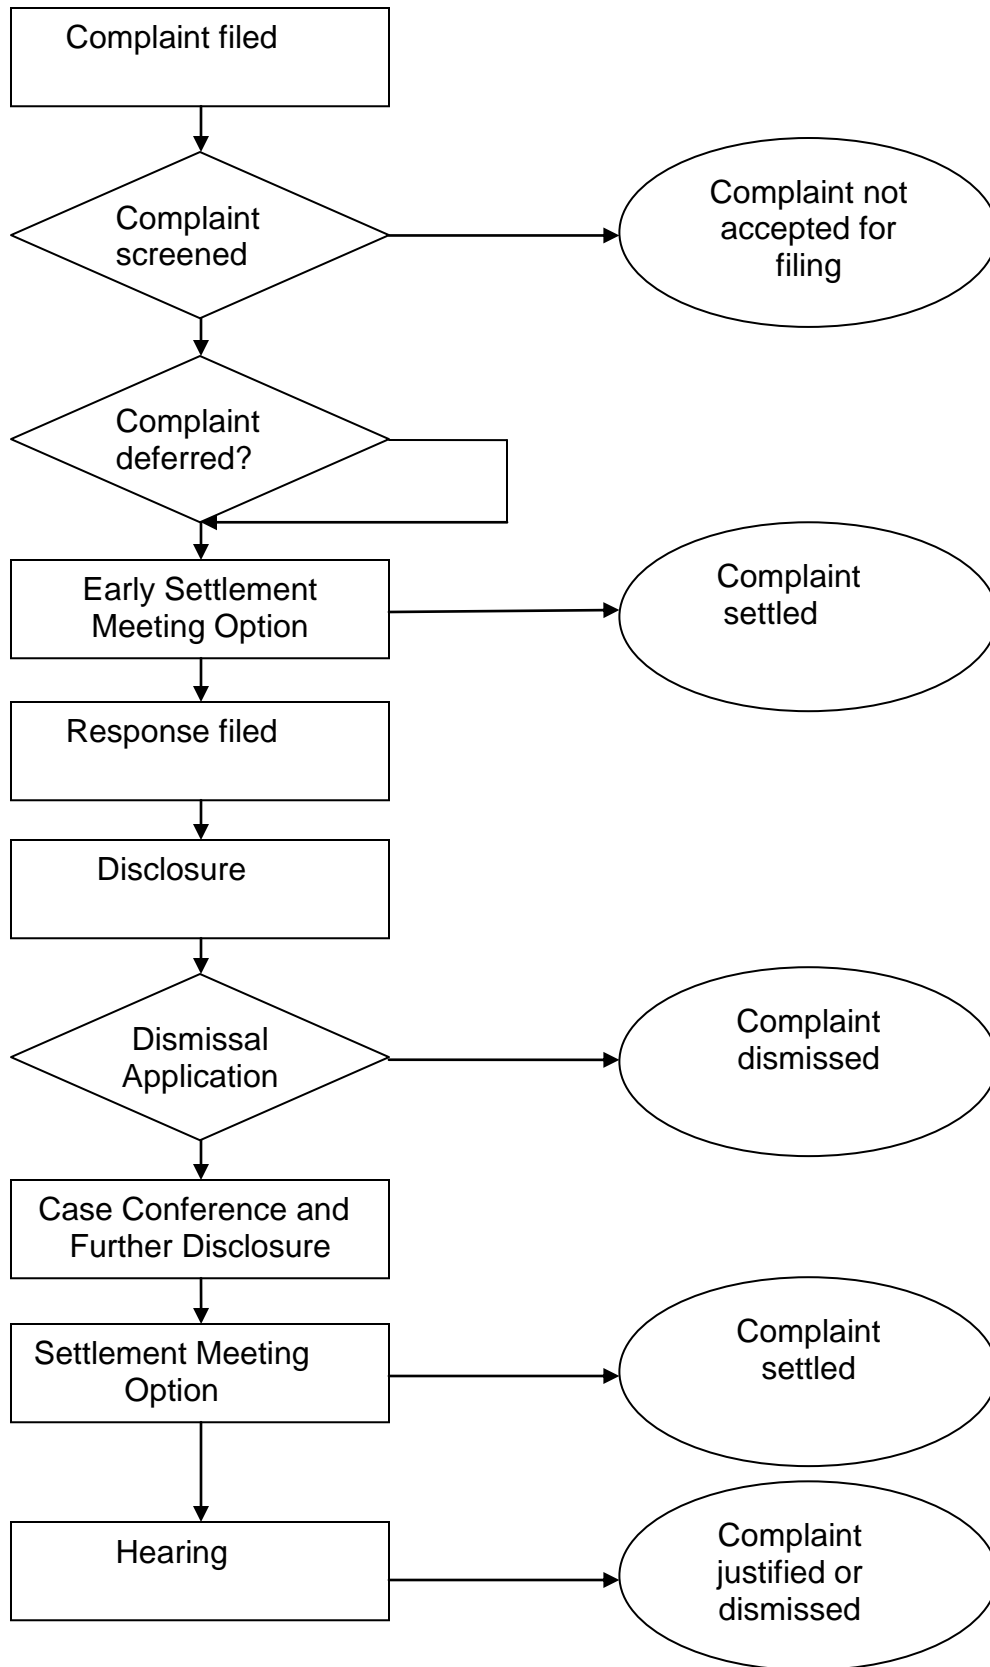 Complaint filed
Complaint
screened
Complaint not
accepted for
filing
Complaint
deferred?
Early Settlement
Meeting Option
Complaint
settled
Response filed
Disclosure
Dismissal
Application
Complaint
dismissed
Case Conference and
Further Disclosure
Settlement Meeting
Option
Complaint
settled
Hearing
Complaint
justified or
dismissed